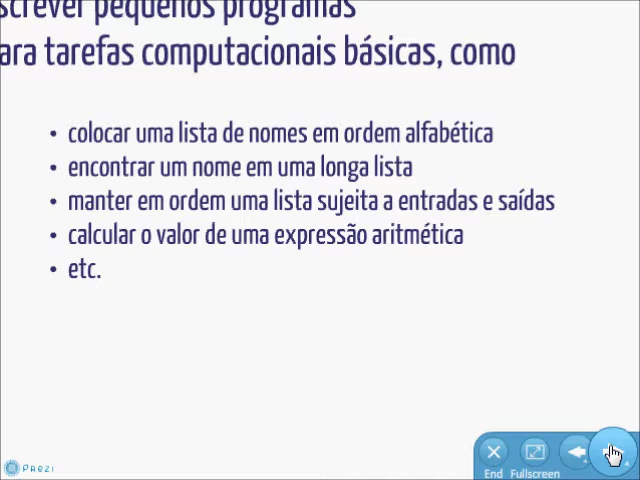 screver pequenos programas
ara tarefas computacionais básicas, como
• colocar uma lista de nomes em ordem alfabética
• encontrar um nome em uma longa lista
• manter em ordem uma lista sujeita a entradas e saídas
• calcular o valor de uma expressão aritmética
• etc.
Prezi
End Fullscreen